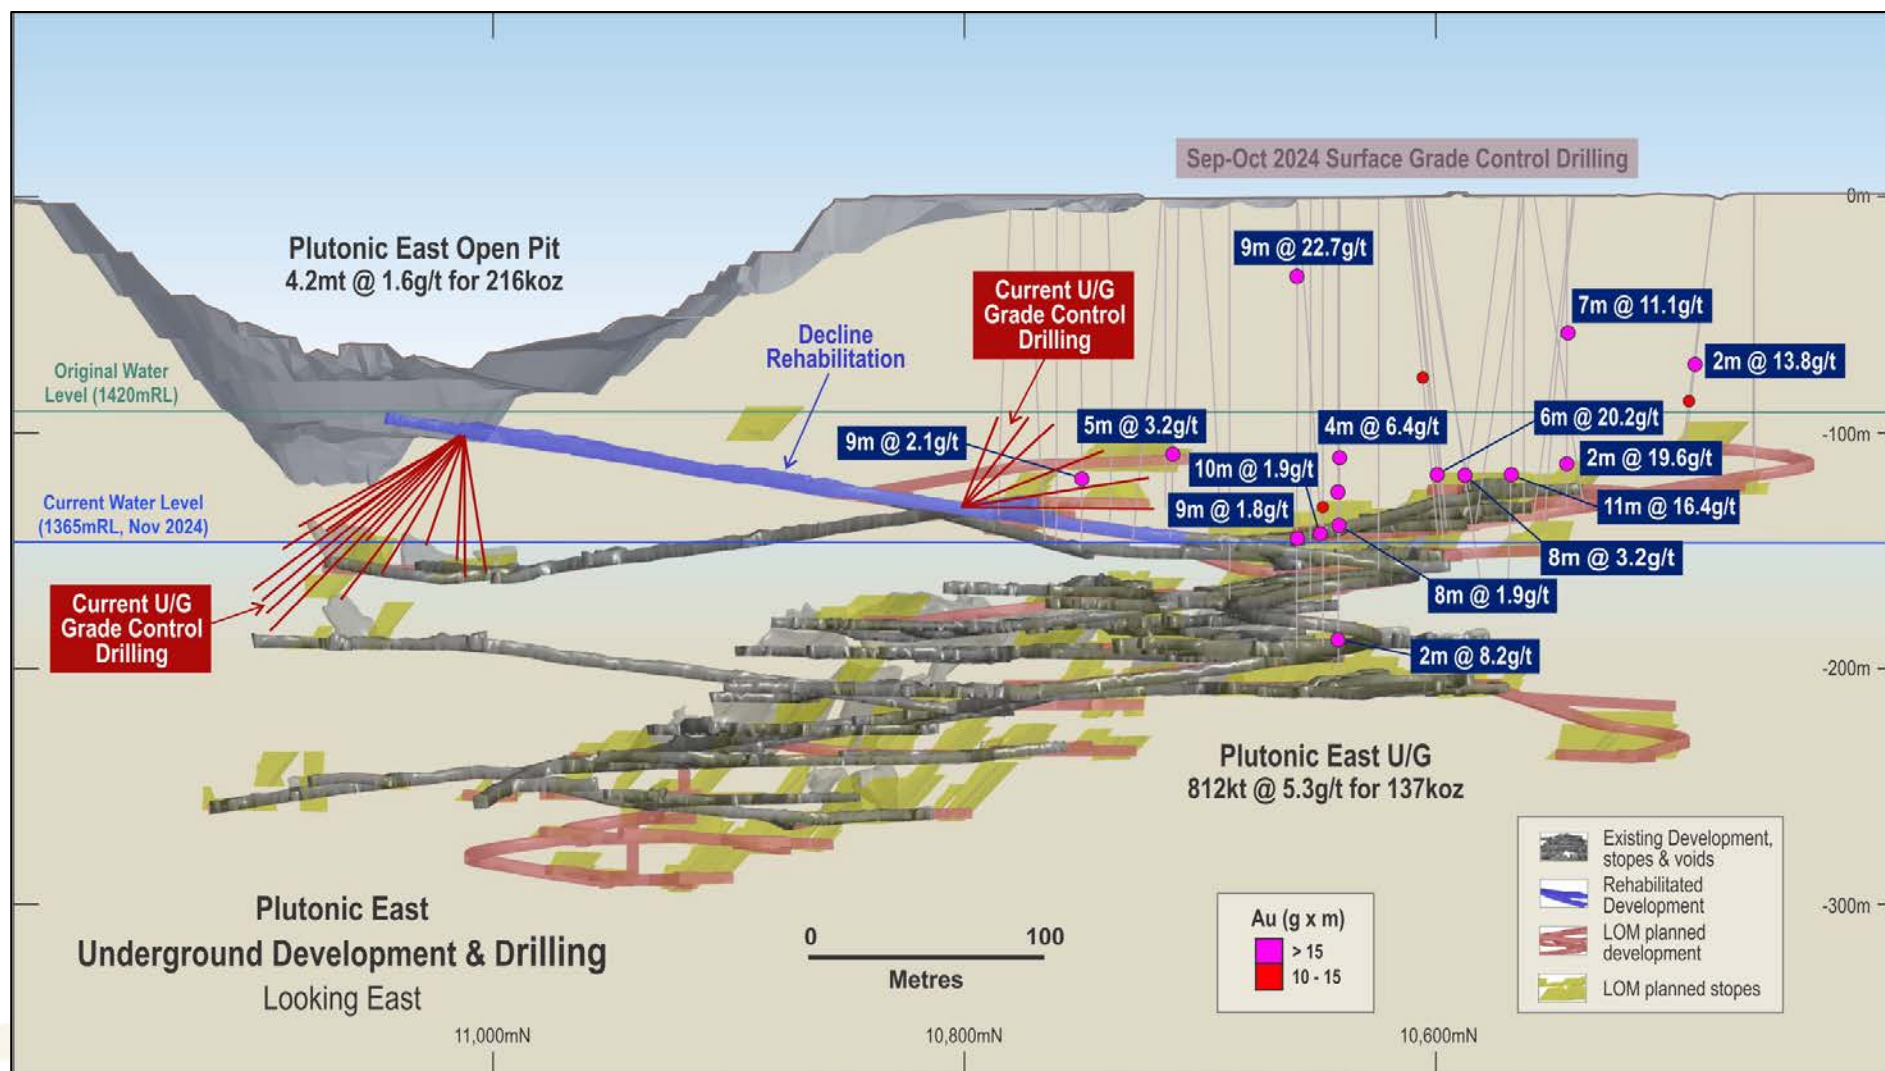 Sep-Oct 2024 Surface Grade Control Drilling
0m
Plutonic East Open Pit
4.2mt @ 1.6g/t for 216koz
9m @ 22.7g/t
Current U/G
Grade Control
Drilling
7m @ 11.1g/t
Decline
Rehabilitation
2m @ 13.8g/t
Original Water
Level (1420mRL)
9m @ 2.1g/t
5m @ 3.2g/t
4m @ 6.4g/t
6m @ 20.2g/t
-100m
10m @ 1.9g/t
2m @ 19.6g/t
9m @ 1.8g/t
11m @ 16.4g/t
Current Water Level
(1365mRL, Nov 2024)
8m @ 3.2g/t
8m @ 1.9g/t
Current U/G
Grade Control
Drilling
2m @ 8.2g/t
-200m
Plutonic East U/G
812kt @ 5.3g/t for 137koz
Existing Development,
stopes & voids
Rehabilitated
Development
LOM planned
development
LOM planned stopes
-300m
Au (g x m)
> 15
10 - 15
Plutonic East
Underground Development & Drilling
Looking East
0 100
Metres
11,000mN
10,800mN
10,600mN